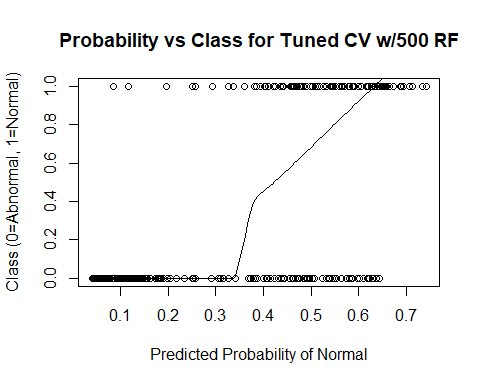 Probability vs Class for Tuned CV w/500 RF
Class (0=Abnormal, 1=Normal)
1.0
0.8
0.6
0.4
0.2
0.0
0.1 0.2 0.3 0.4 0.5 0.6 0.7
Predicted Probability of Normal